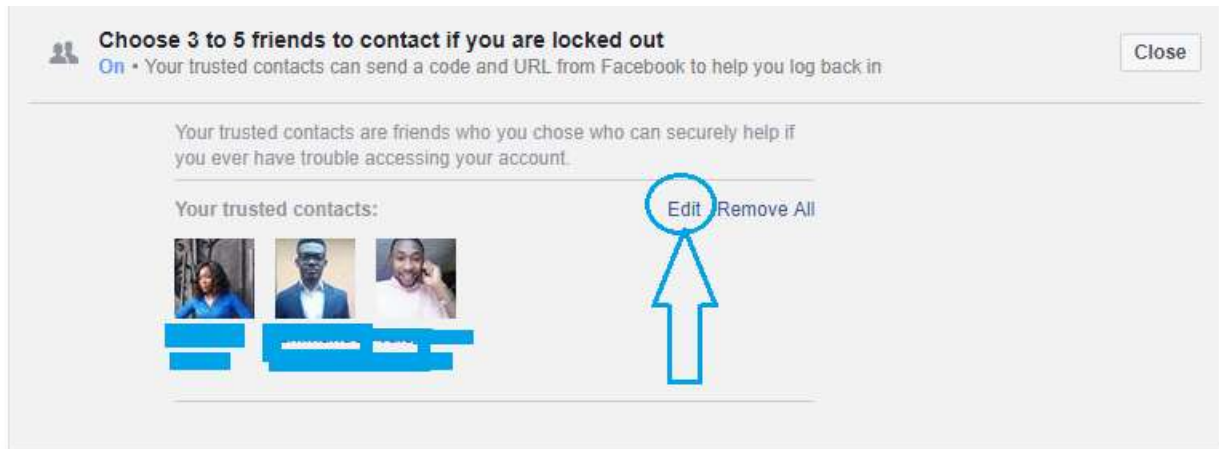 Choose 3 to 5 friends to contact if you are locked out
Close
On • Your trusted contacts can send a code and URL from Facebook to help you log back in
Your trusted contacts are friends who you chose who can securely help if
you ever have trouble accessing your account.
Your trusted contacts:
Edit Remove All